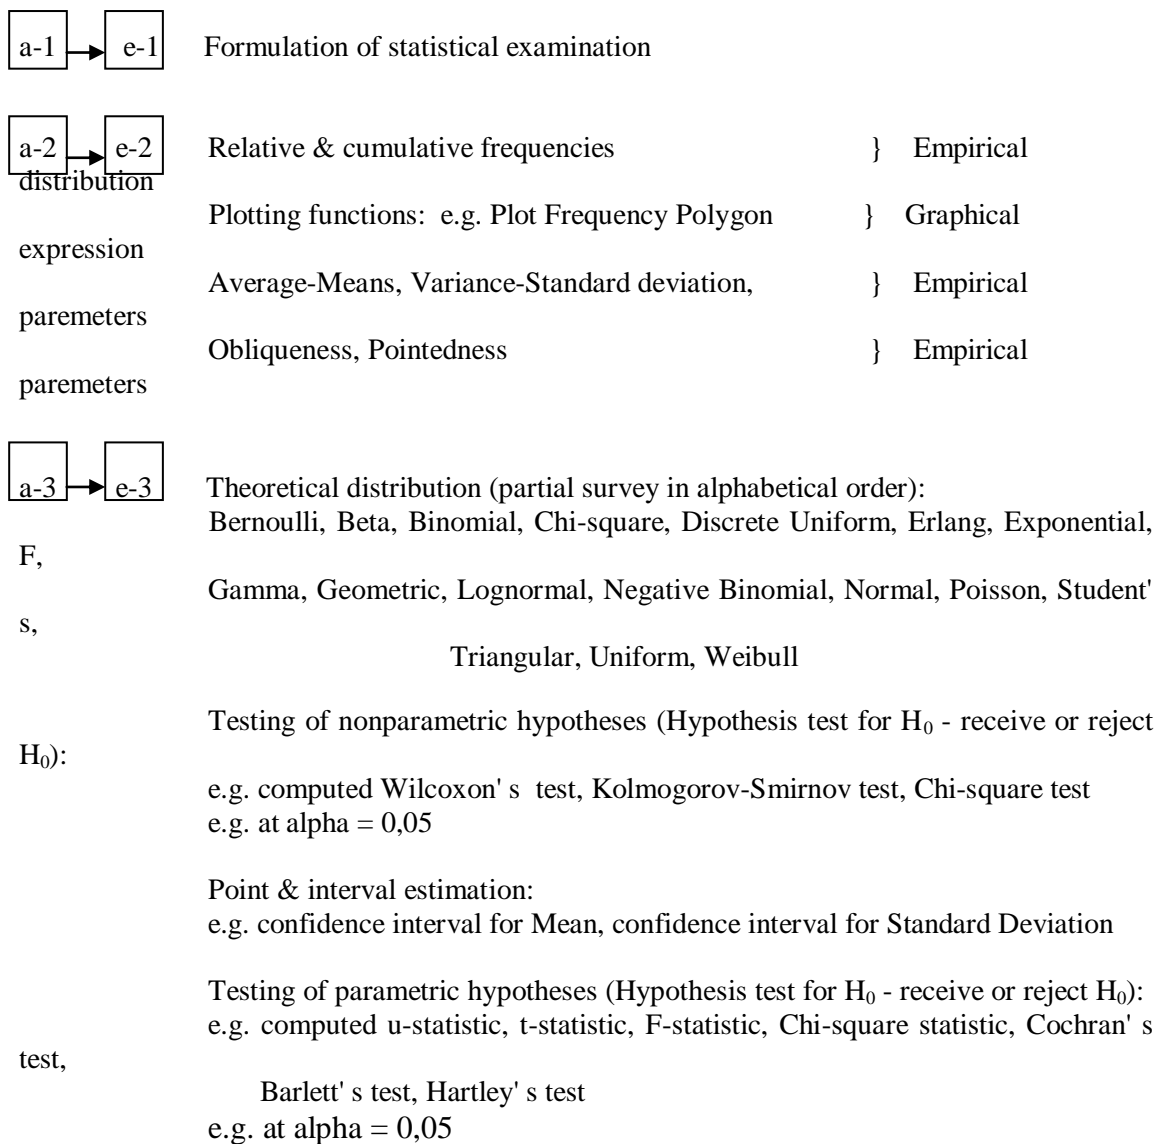 a-1 e-1 Formulation of statistical examination
a-2 e-2 Relative & cumulative frequencies } Empirical
distribution
Plotting functions: e.g. Plot Frequency Polygon } Graphical
expression
Average-Means, Variance-Standard deviation, } Empirical
paremeters
Obliqueness, Pointedness } Empirical
paremeters
a-3 e-3 Theoretical distribution (partial survey in alphabetical order):
Bernoulli, Beta, Binomial, Chi-square, Discrete Uniform, Erlang, Exponential,
F,
Gamma, Geometric, Lognormal, Negative Binomial, Normal, Poisson, Student'
s,
Triangular, Uniform, Weibull
Testing of nonparametric hypotheses (Hypothesis test for H₀ - receive or reject
H₀):
e.g. computed Wilcoxon' s test, Kolmogorov-Smirnov test, Chi-square test
e.g. at alpha = 0,05
Point & interval estimation:
e.g. confidence interval for Mean, confidence interval for Standard Deviation
Testing of parametric hypotheses (Hypothesis test for H₀ - receive or reject H₀):
e.g. computed u-statistic, t-statistic, F-statistic, Chi-square statistic, Cochran' s
test,
Barlett' s test, Hartley' s test
e.g. at alpha = 0,05